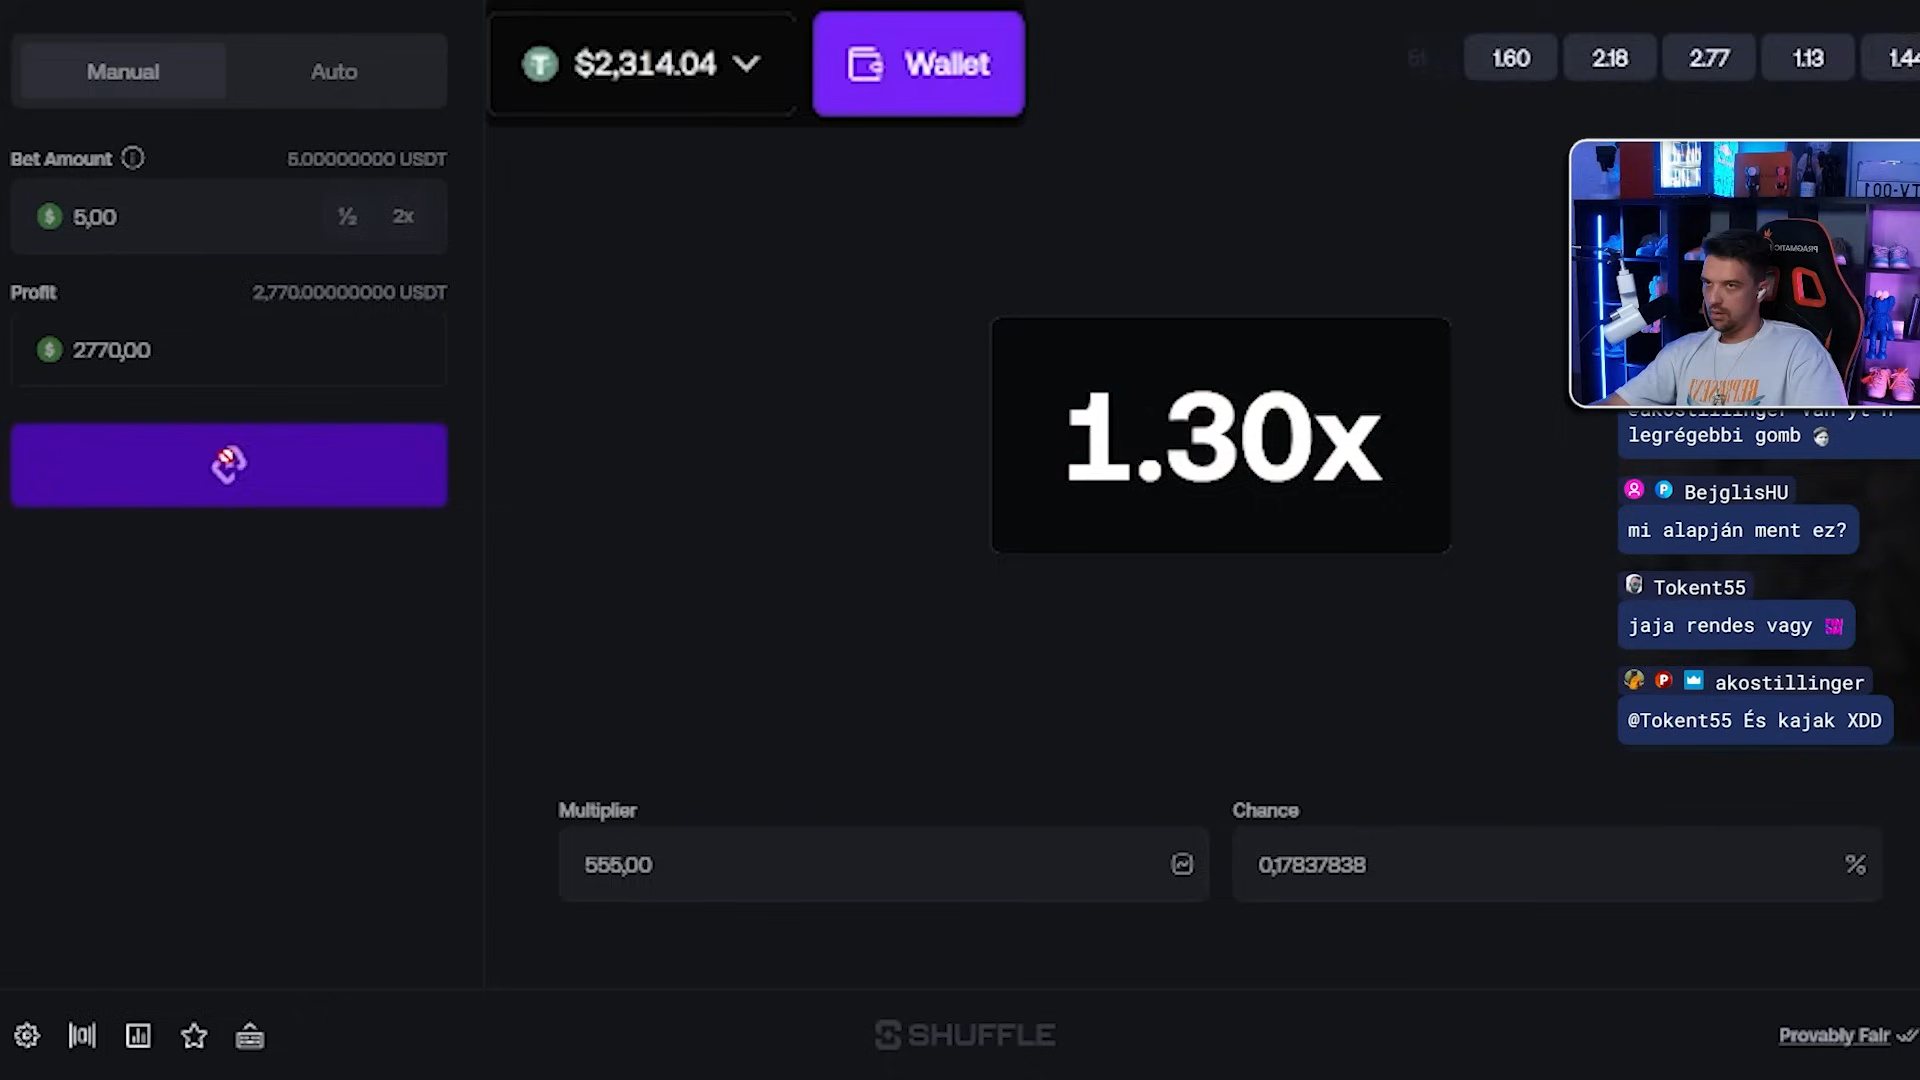 Manual
Auto
$2,314.04
Wallet
1.60
2.18
2.77
1.13
Bet Amount
5.00000000 USDT
5,00
½
2x
Profit
2,770.00000000 USDT
2770,00
1.30x
PRAGMATIC
legrégebbi gomb
BejglisHU
mi alapján ment ez?
Tokent55
jaja rendes vagy
akostillinger
@Tokent55 És kajak XDD
Multiplier
555,00
Chance
0,17837838
%
SHUFFLE
Provably Fair